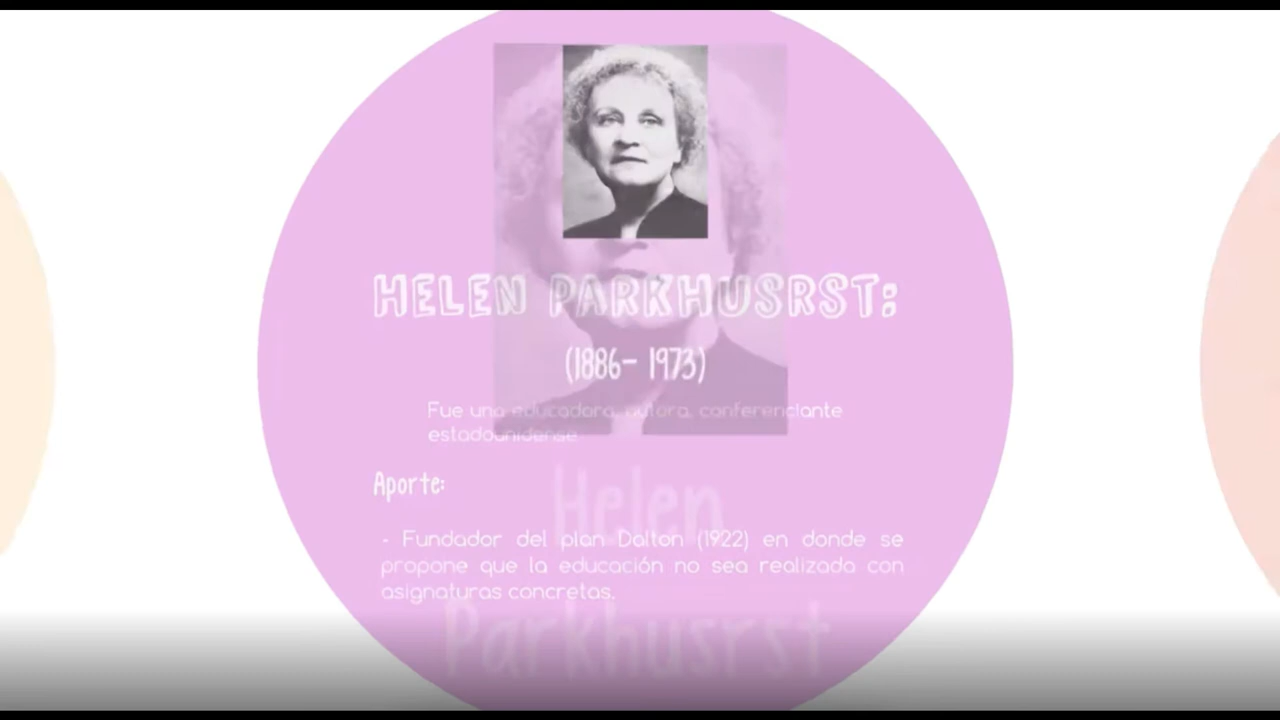 HELEN PARKHUSRST:
(1886- 1973)
Fue una educadora, autora, conferenciante
estadounidense
Aporte:
Helen
- Fundador del plan Dalton (1922) en donde se
propone que la educación no sea realizada con
asignaturas concretas.
Parkhusrst